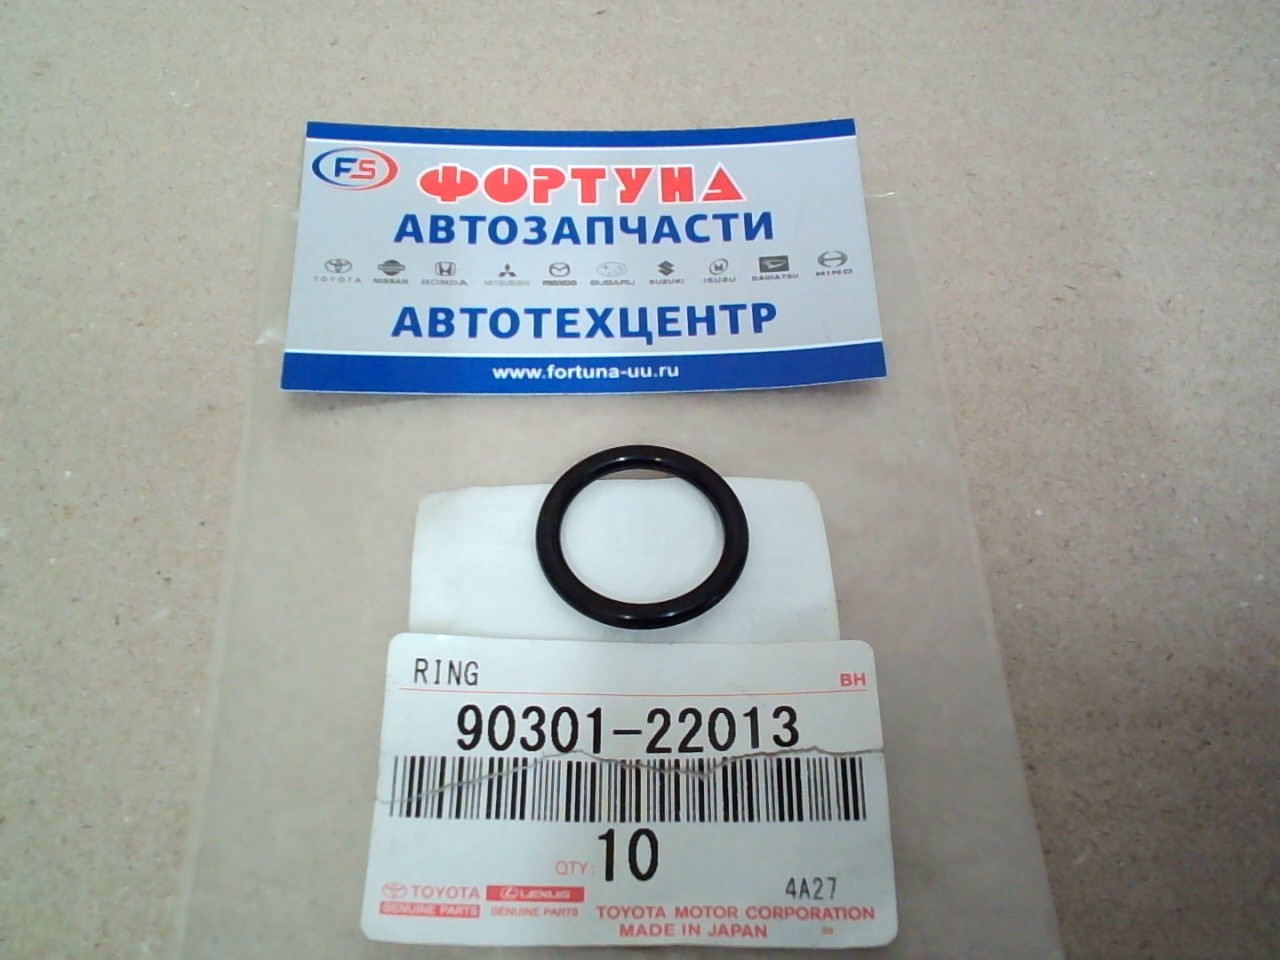 FS ФОРТУНА
АВТОЗАПЧАСТИ
TOYOTA NISSAN HONDA MITSUBISHI mazda SUBARU SUZUKI ISUZU DAIHATSU HINO
АВТОТЕХЦЕНТР
www.fortuna-uu.ru
RING BH
90301-22013
QTY: 10
4A27
TOYOTA LEXUS
GENUINE PARTS GENUINE PARTS TOYOTA MOTOR CORPORATION
MADE IN JAPAN